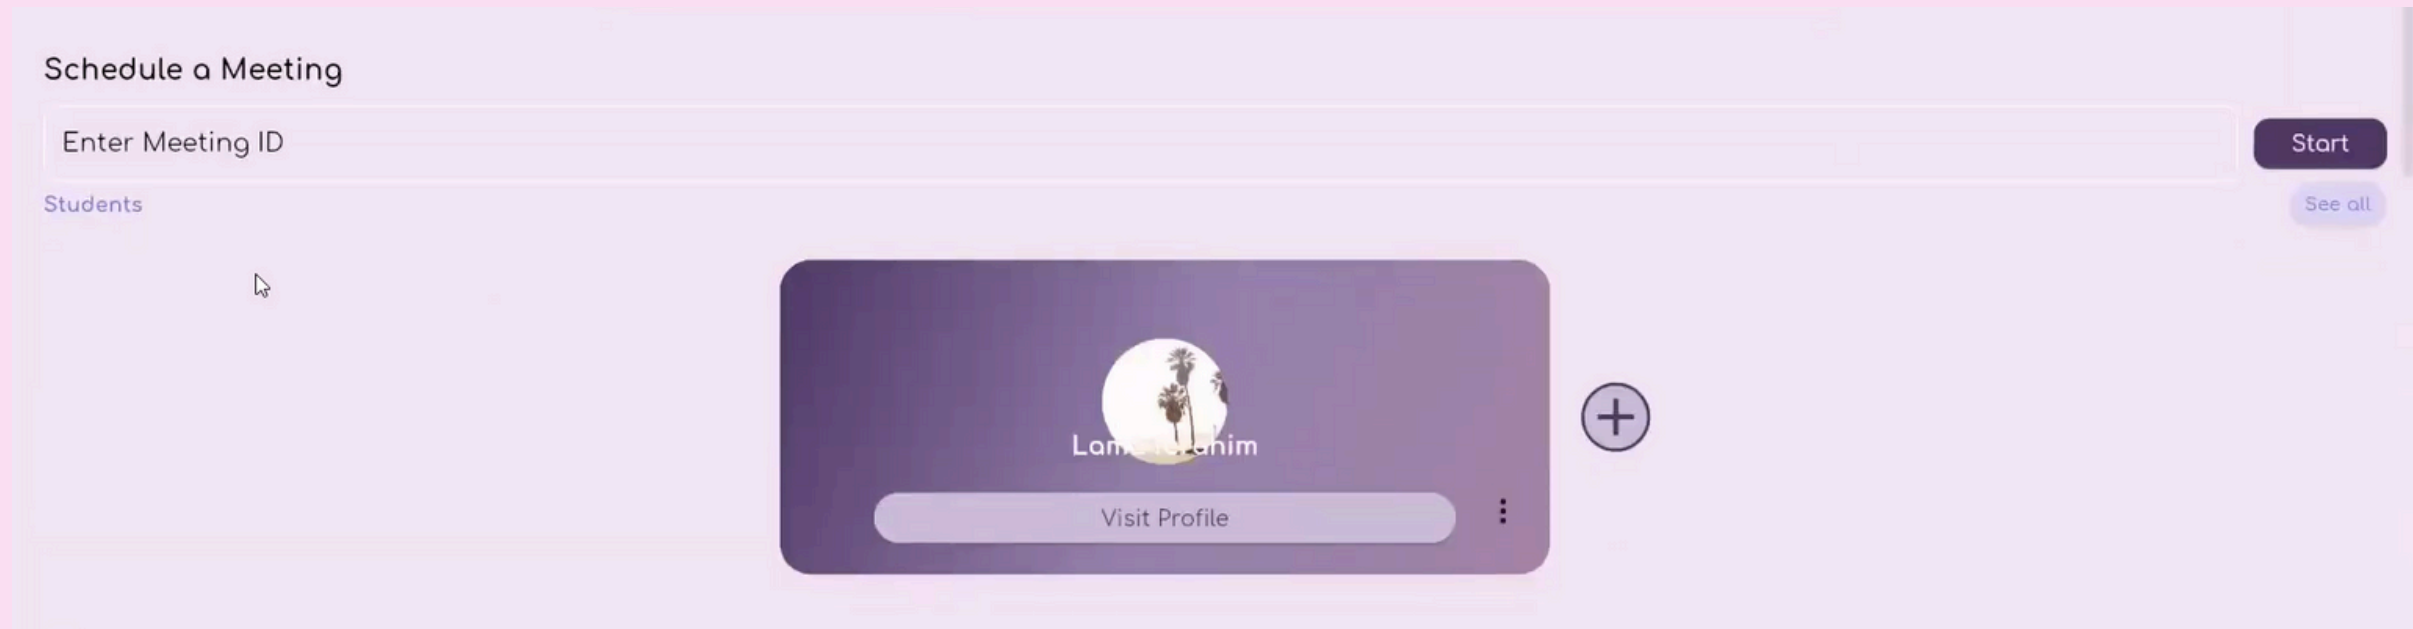 Schedule a Meeting
Enter Meeting ID
Start
Students
See all
Visit Profile